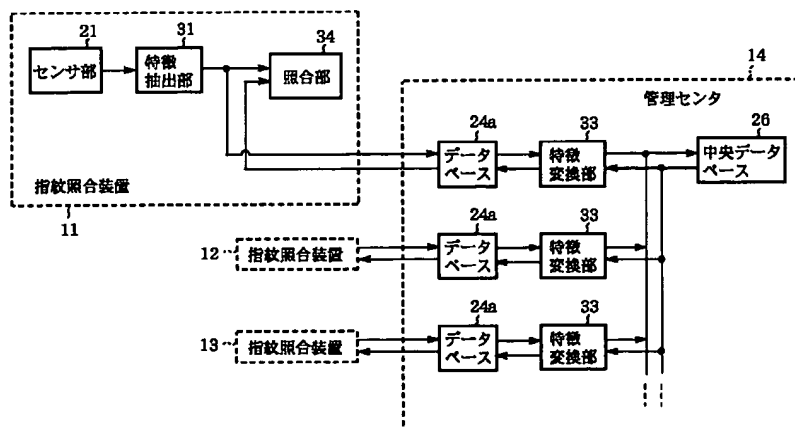 21
センサ部
31
特徴
抽出部
34
照合部
指紋照合装置
11
14
管理センタ
24a
データ
ベース
33
特徴
変換部
26
中央データ
ベース
12
指紋照合装置
24a
データ
ベース
33
特徴
変換部
13
指紋照合装置
24a
データ
ベース
33
特徴
変換部